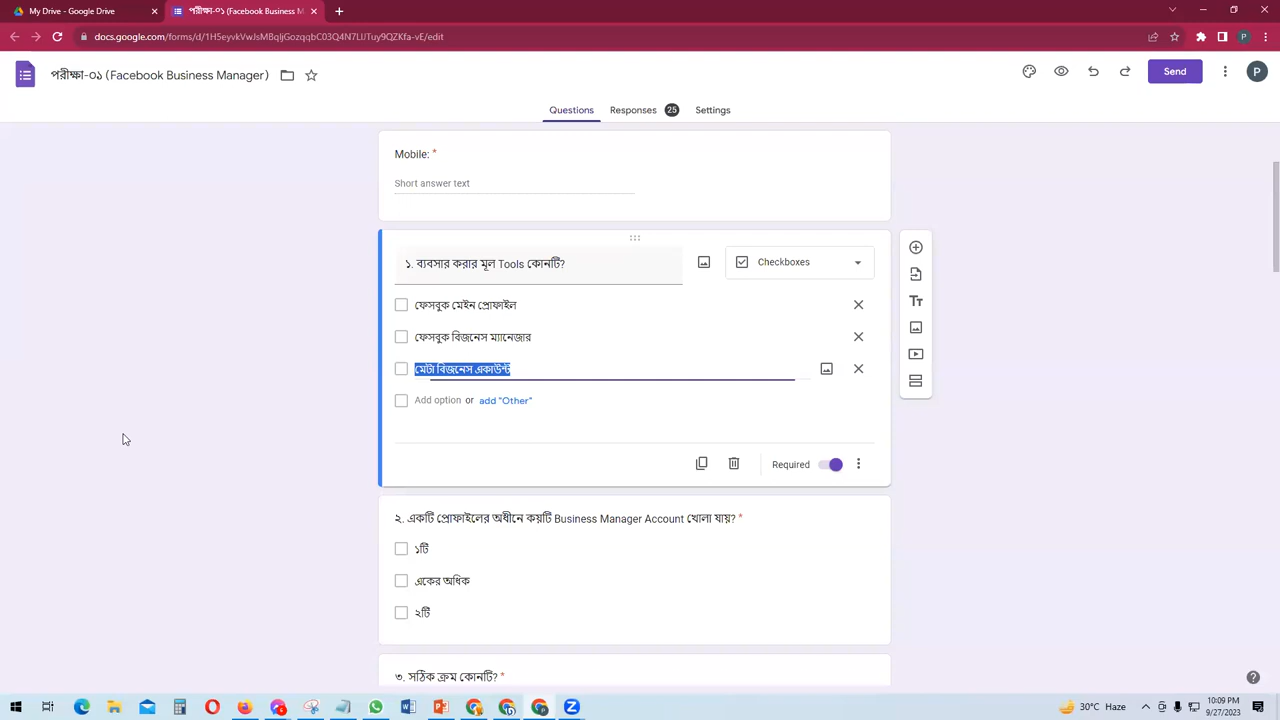 My Drive - Google Drive
পরীক্ষা-০১ (Facebook Business M
docs.google.com/forms/d/1H5eyvkVwJsMBqljGozqqbC03Q4N7LlJTuy9QZKfa-vE/edit
P
পরীক্ষা-০১ (Facebook Business Manager)
Send
P
Questions
Responses 25
Settings
Mobile: *
Short answer text
১. ব্যবসার করার মূল Tools কোনটি?
Checkboxes
ফেসবুক মেইন প্রোফাইল
ফেসবুক বিজনেস ম্যানেজার
মেটা বিজনেস একাউন্ট
Add option or add "Other"
Required
২. একটি প্রোফাইলের অধীনে কয়টি Business Manager Account খোলা যায়? *
১টি
একের অধিক
২টি
৩. সঠিক ক্রম কোনটি? *
30°C Haze
10:09 PM
9/27/2023